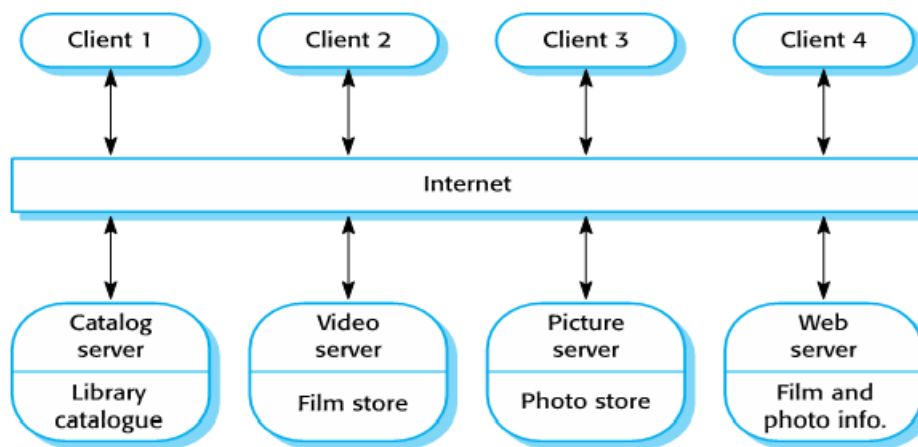 Client 1
Client 2
Client 3
Client 4
Internet
Catalog
server
Library
catalogue
Video
server
Film store
Picture
server
Photo store
Web
server
Film and
photo info.